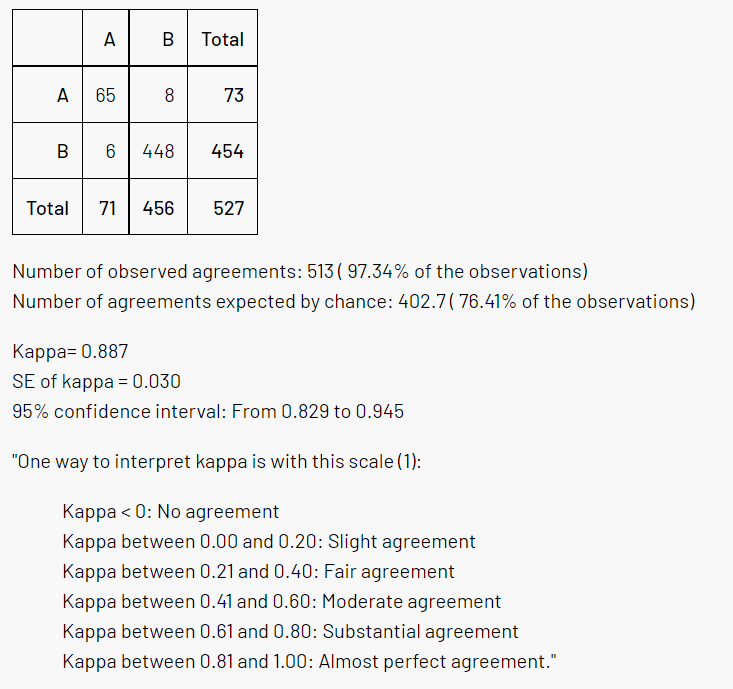 A B Total
A 65 8 73
B 6 448 454
Total 71 456 527
Number of observed agreements: 513 ( 97.34% of the observations)
Number of agreements expected by chance: 402.7 ( 76.41% of the observations)
Kappa= 0.887
SE of kappa = 0.030
95% confidence interval: From 0.829 to 0.945
"One way to interpret kappa is with this scale (1):
Kappa < 0: No agreement
Kappa between 0.00 and 0.20: Slight agreement
Kappa between 0.21 and 0.40: Fair agreement
Kappa between 0.41 and 0.60: Moderate agreement
Kappa between 0.61 and 0.80: Substantial agreement
Kappa between 0.81 and 1.00: Almost perfect agreement."